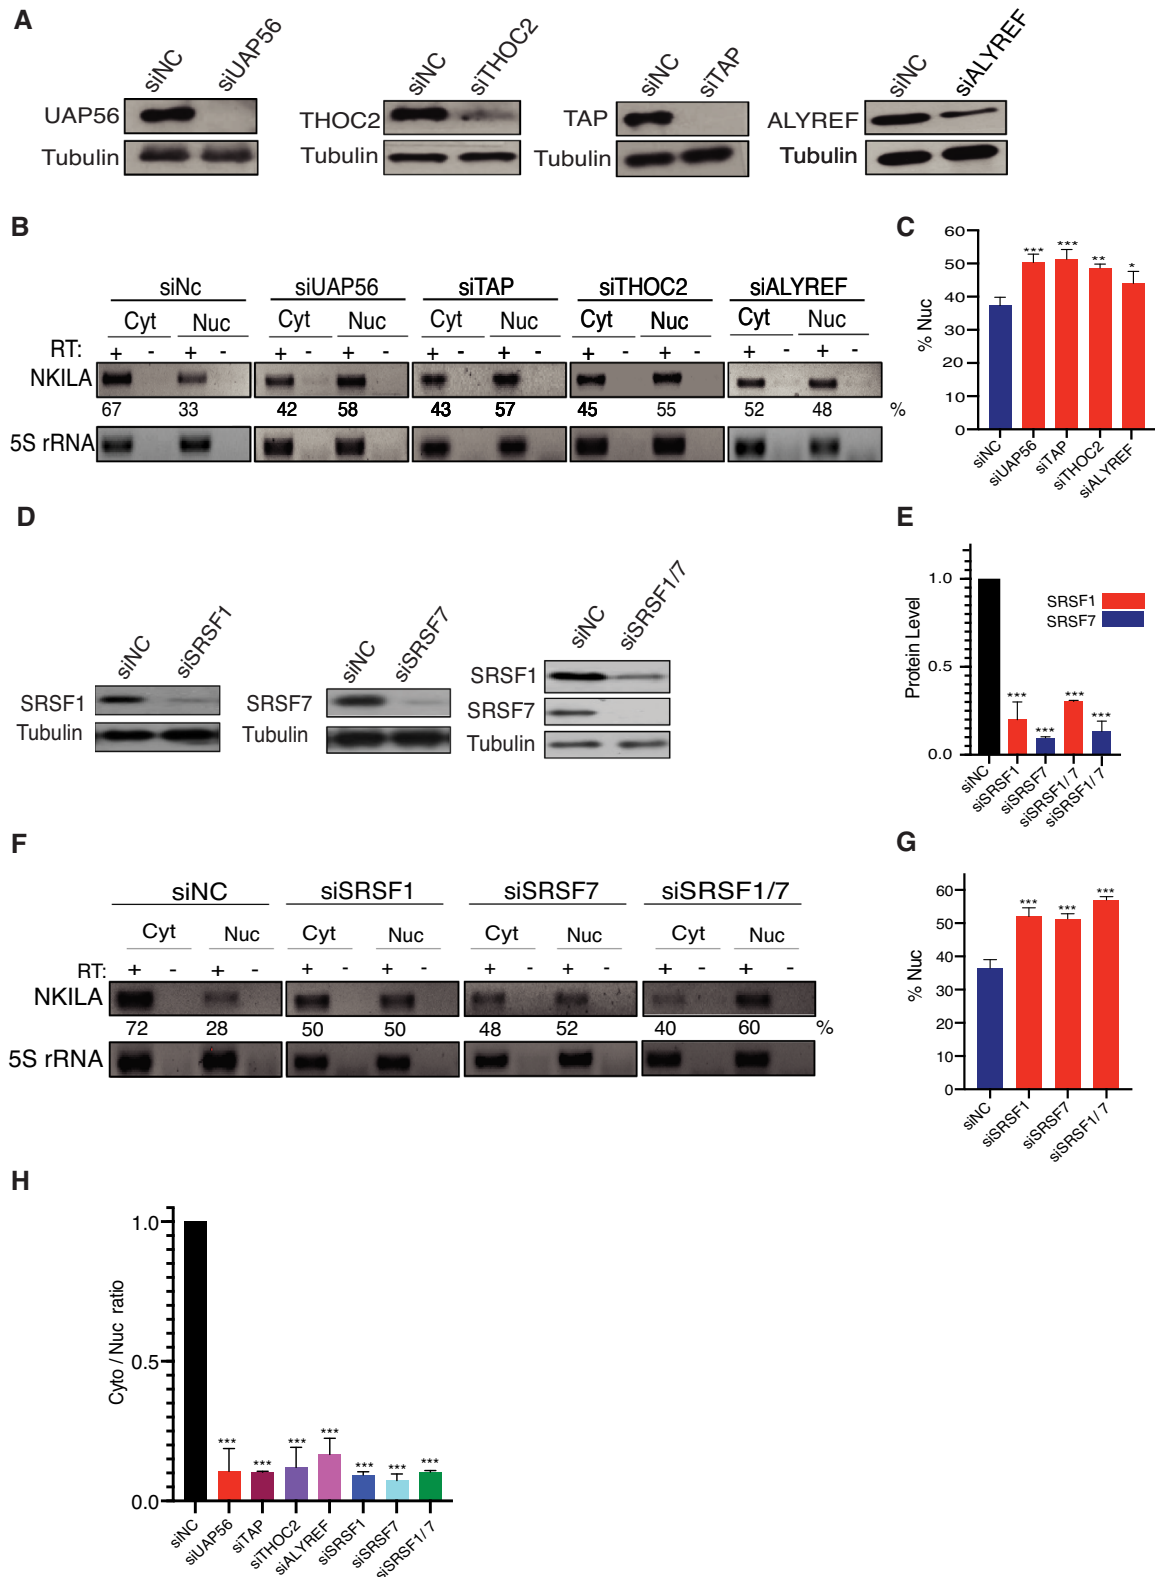 A
siNC siUAP56
UAP56
Tubulin
siNC siTHOC2
THOC2
Tubulin
siNC siTAP
TAP
Tubulin
siNC siALYREF
ALYREF
Tubulin
B
siNc siUAP56 siTAP siTHOC2 siALYREF
Cyt Nuc Cyt Nuc Cyt Nuc Cyt Nuc Cyt Nuc
RT: + - + - + - + - + - + - + - + - + - + -
NKILA
67 33 42 58 43 57 45 55 52 48 %
5S rRNA
C
% Nuc
60
50
40
30
20
10
0
*** *** ** *
siNC siUAP56 siTAP siTHOC2 siALYREF
D
siNC siSRSF1
SRSF1
Tubulin
siNC siSRSF7
SRSF7
Tubulin
siNC siSRSF1/7
SRSF1
SRSF7
Tubulin
E
Protein Level
1.0
0.5
0.0
SRSF1
SRSF7
*** *** *** ***
siNC siSRSF1 siSRSF7 siSRSF1/7 siSRSF1/7
F
siNC siSRSF1 siSRSF7 siSRSF1/7
Cyt Nuc Cyt Nuc Cyt Nuc Cyt Nuc
RT: + - + - + - + - + - + - + - + -
NKILA
72 28 50 50 48 52 40 60 %
5S rRNA
G
% Nuc
60
50
40
30
20
10
0
*** *** ***
siNC siSRSF1 siSRSF7 siSRSF1/7
H
Cyto / Nuc ratio
1.0
0.5
0.0
*** *** *** *** *** *** ***
siNC siUAP56 siTAP siTHOC2 siALYREF siSRSF1 siSRSF7 siSRSF1/7